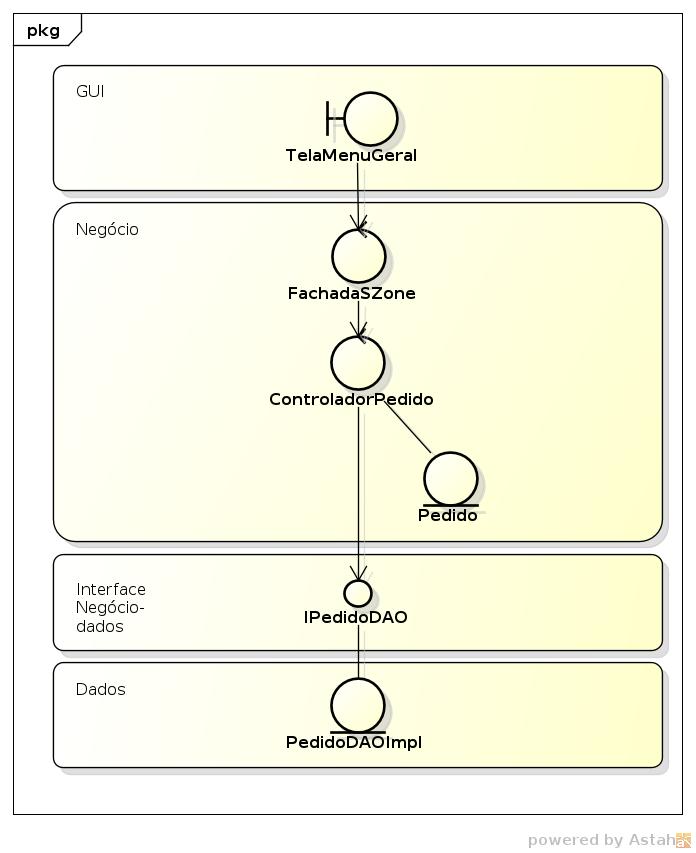 pkg
GUI
TelaMenuGeral
Negócio
FachadaSZone
ControladorPedido
Pedido
Interface
Negócio-
dados
IPedidoDAO
Dados
PedidoDAOImpl
powered by Astah